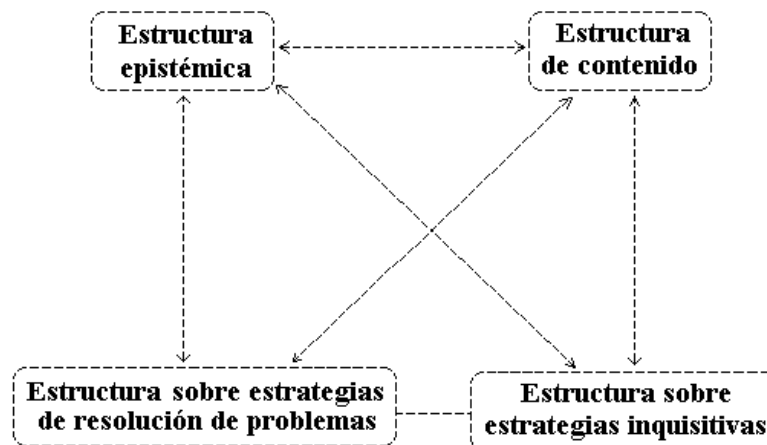 Estructura
epistémica
Estructura
de contenido
Estructura sobre estrategias
de resolución de problemas
Estructura sobre
estrategias inquisitivas